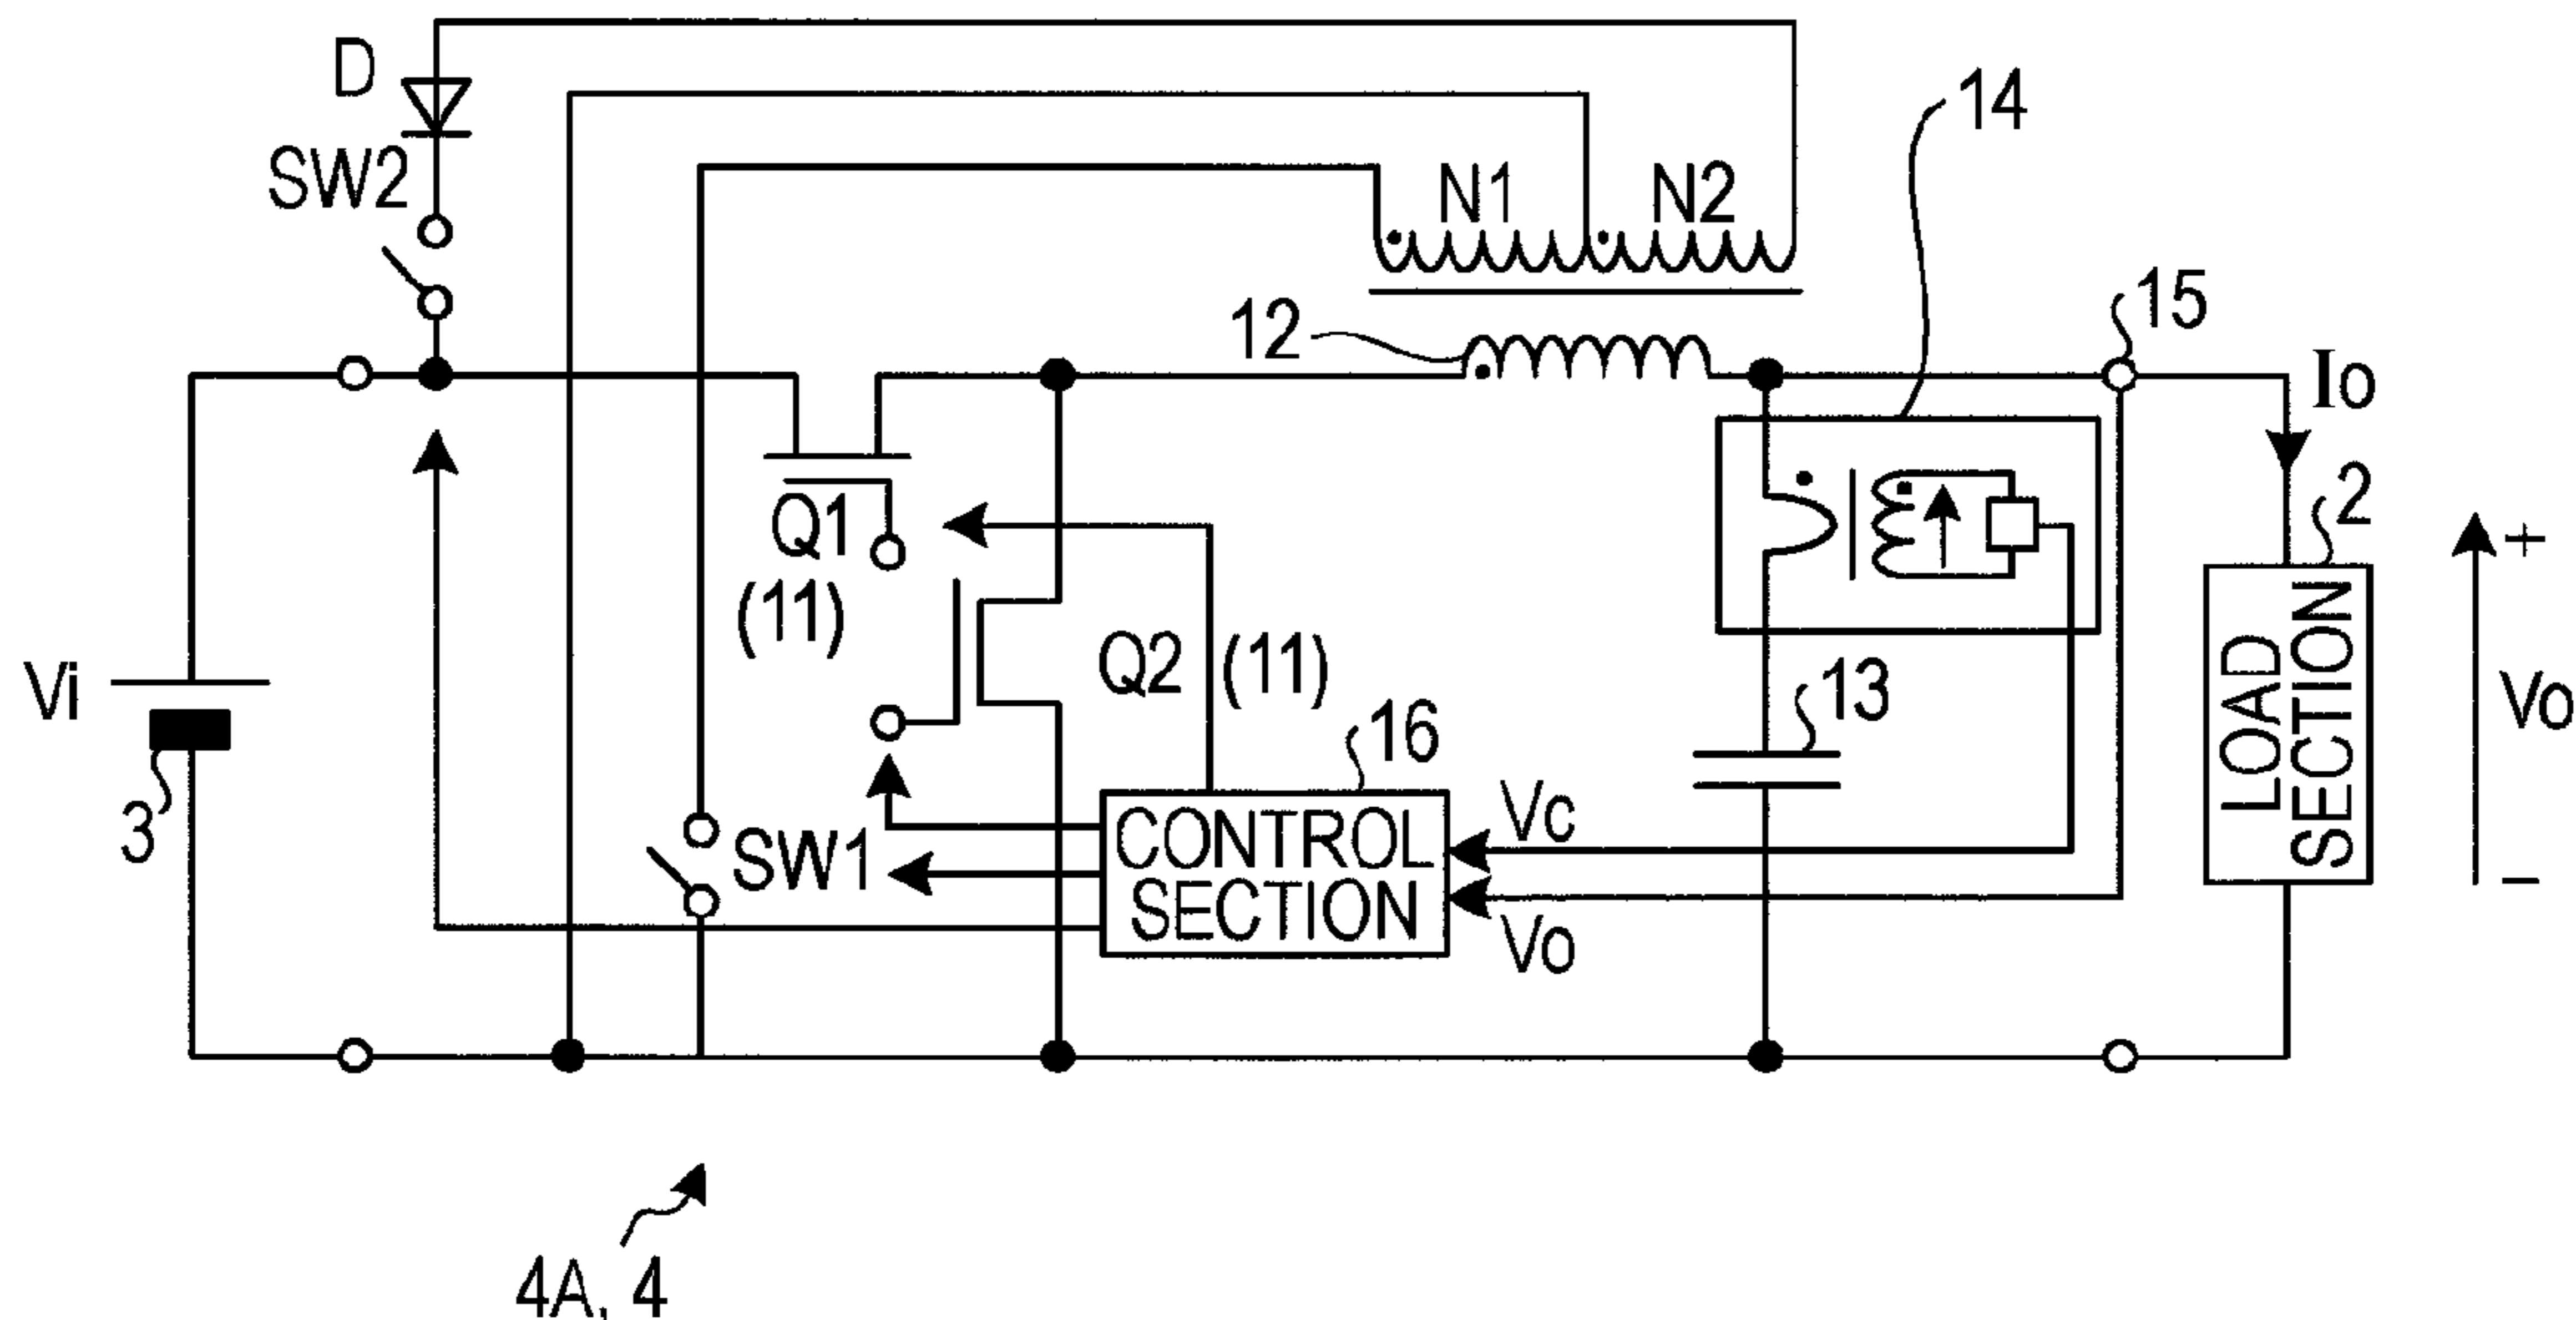 D
SW2
N1
N2
14
12
15
Io
Q1
(11)
Q2
(11)
2
+
LOAD
SECTION
Vo
−
Vi
3
13
16
SW1
CONTROL
SECTION
Vc
Vo
4A, 4